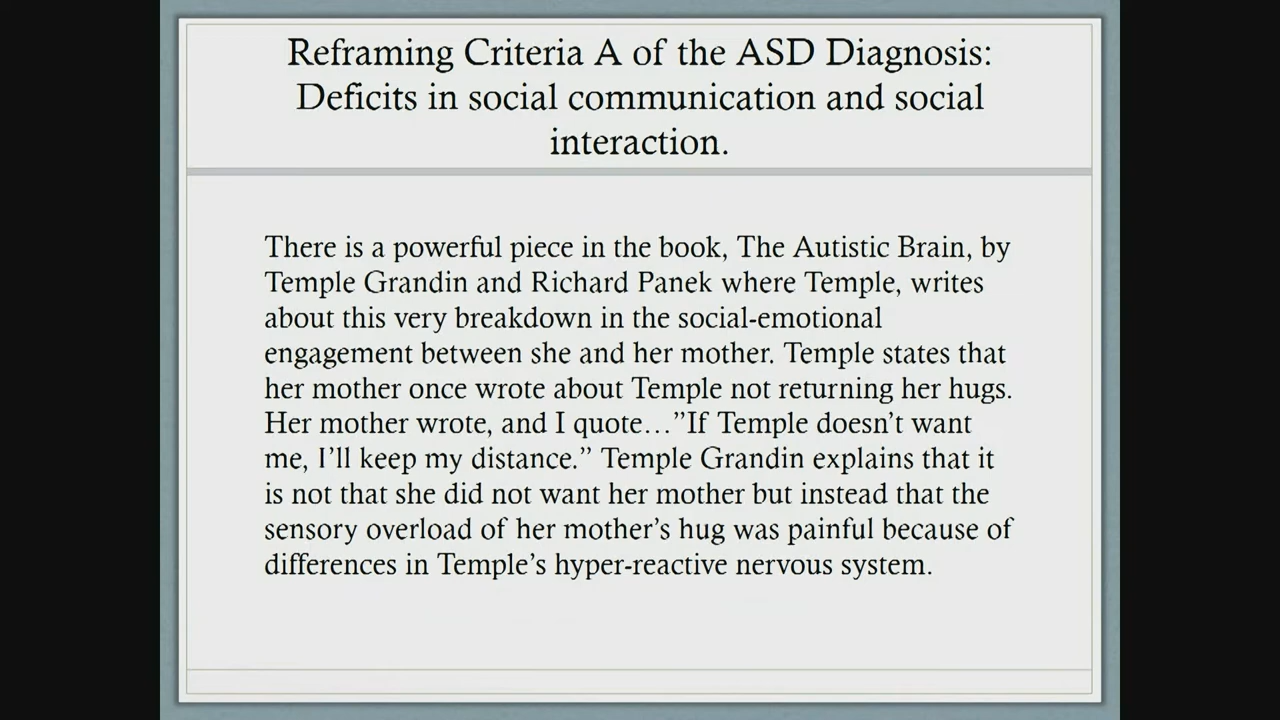 Reframing Criteria A of the ASD Diagnosis:
Deficits in social communication and social
interaction.
There is a powerful piece in the book, The Autistic Brain, by
Temple Grandin and Richard Panek where Temple, writes
about this very breakdown in the social-emotional
engagement between she and her mother. Temple states that
her mother once wrote about Temple not returning her hugs.
Her mother wrote, and I quote…”If Temple doesn’t want
me, I’ll keep my distance.” Temple Grandin explains that it
is not that she did not want her mother but instead that the
sensory overload of her mother’s hug was painful because of
differences in Temple’s hyper-reactive nervous system.